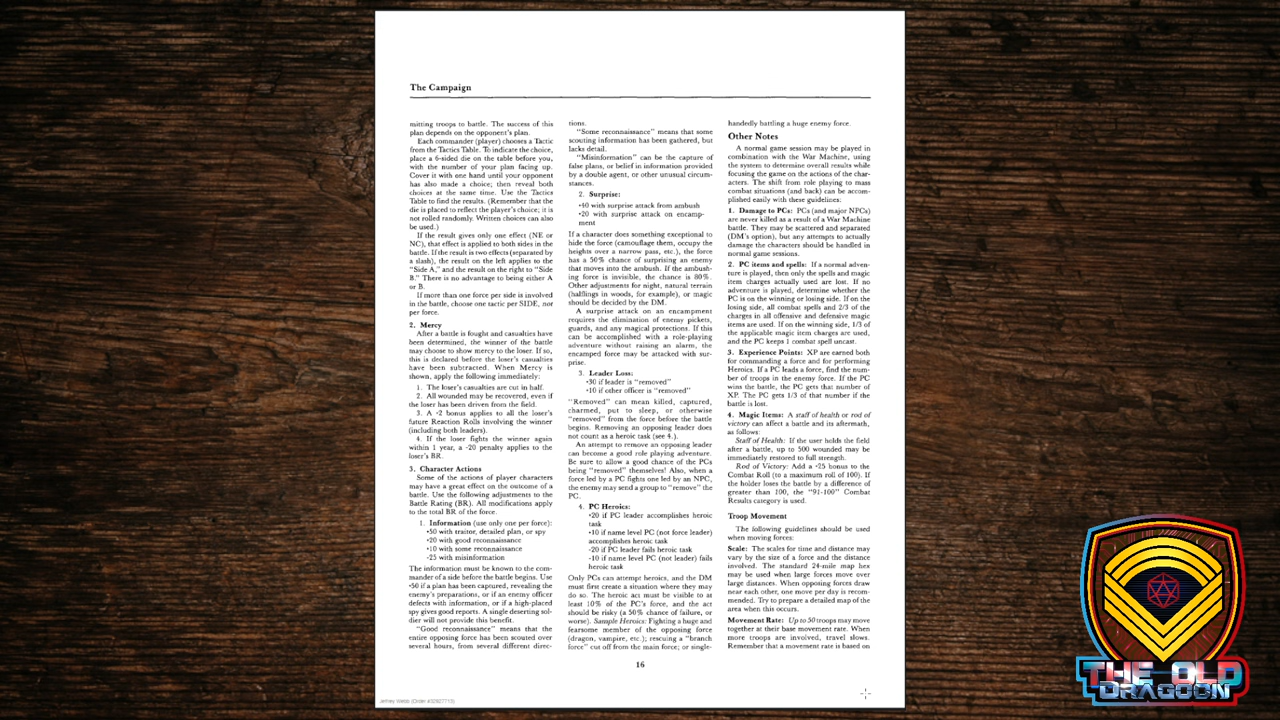 The Campaign
mitting troops to battle. The success of this
plan depends on the opponent's plan.
Each commander (player) chooses a Tactic
from the Tactics Table. To indicate the choice,
place a 6-sided die on the table before you,
with the number of your plan facing up.
Cover it with one hand until your opponent
has also made a choice; then reveal both
choices at the same time. Use the Tactics
Table to find the results. (Remember that the
die is placed to reflect the player's choice; it is
not rolled randomly. Written choices can also
be used.)
If the result gives only one effect (NE or
NC), that effect is applied to both sides in the
battle. If the result is two effects (separated by
a slash), the result on the left applies to the
"Side A," and the result on the right to "Side
B." There is no advantage to being either A
or B.
If more than one force per side is involved
in the battle, choose one tactic per SIDE, not
per force.
2. Mercy
After a battle is fought and casualties have
been determined, the winner of the battle
may choose to show mercy to the loser. If so,
this is declared before the loser's casualties
have been subtracted. When Mercy is
shown, apply the following immediately:
1. The loser's casualties are cut in half.
2. All wounded may be recovered, even if
the loser has been driven from the field.
3. A +2 bonus applies to all the loser's
future Reaction Rolls involving the winner
(including both leaders).
4. If the loser fights the winner again
within 1 year, a -20 penalty applies to the
loser's BR.
3. Character Actions
Some of the actions of player characters
may have a great effect on the outcome of a
battle. Use the following adjustments to the
Battle Rating (BR). All modifications apply
to the total BR of the force.
1. Information (use only one per force):
+50 with traitor, detailed plan, or spy
+20 with good reconnaissance
+10 with some reconnaissance
-25 with misinformation
The information must be known to the com-
mander of a side before the battle begins. Use
+50 if a plan has been captured, revealing the
enemy's preparations, or if an enemy officer
defects with information, or if a high-placed
spy gives good reports. A single deserting sol-
dier will not provide this benefit.
"Good reconnaissance" means that the
entire opposing force has been scouted over
several hours, from several different direc-
tions.
"Some reconnaissance" means that some
scouting information has been gathered, but
lacks detail.
"Misinformation" can be the capture of
false plans, or belief in information provided
by a double agent, or other unusual circum-
stances.
2. Surprise:
+40 with surprise attack from ambush
+20 with surprise attack on encamp-
ment
If a character does something exceptional to
hide the force (camouflage them, occupy the
heights over a narrow pass, etc.), the force
has a 50% chance of surprising an enemy
that moves into the ambush. If the ambush-
ing force is invisible, the chance is 80%.
Other adjustments for night, natural terrain
(halflings in woods, for example), or magic
should be decided by the DM.
A surprise attack on an encampment
requires the elimination of enemy pickets,
guards, and any magical protections. If this
can be accomplished with a role-playing
adventure without raising an alarm, the
encamped force may be attacked with sur-
prise.
3. Leader Loss:
-30 if leader is "removed"
-10 if other officer is "removed"
"Removed" can mean killed, captured,
charmed, put to sleep, or otherwise
"removed" from the force before the battle
begins. Removing an opposing leader does
not count as a heroic task (see 4.).
An attempt to remove an opposing leader
can become a good role playing adventure.
Be sure to allow a good chance of the PCs
being "removed" themselves! Also, when a
force led by a PC fights one led by an NPC,
the enemy may send a group to "remove" the
PC.
4. PC Heroics:
+20 if PC leader accomplishes heroic
task
+10 if name level PC (not force leader)
accomplishes heroic task
-20 if PC leader fails heroic task
-10 if name level PC (not leader) fails
heroic task
Only PCs can attempt heroics, and the DM
must first create a situation where they may
do so. The heroic act must be visible to at
least 10% of the PC's force, and the act
should be risky (a 50% chance of failure, or
worse). Sample Heroics: Fighting a huge and
fearsome member of the opposing force
(dragon, vampire, etc.); rescuing a "branch
force" cut off from the main force; or single-
handedly battling a huge enemy force.
Other Notes
A normal game session may be played in
combination with the War Machine, using
the system to determine overall results while
focusing the game on the actions of the char-
acters. The shift from role playing to mass
combat situations (and back) can be accom-
plished easily with these guidelines:
1. Damage to PCs: PCs (and major NPCs)
are never killed as a result of a War Machine
battle. They may be scattered and separated
(DM's option), but any attempts to actually
damage the characters should be handled in
normal game sessions.
2. PC items and spells: If a normal adven-
ture is played, then only the spells and magic
item charges actually used are lost. If no
adventure is played, determine whether the
PC is on the winning or losing side. If on the
losing side, all combat spells and 2/3 of the
charges in all offensive and defensive magic
items are used. If on the winning side, 1/3 of
the applicable magic item charges are used,
and the PC keeps 1 combat spell uncast.
3. Experience Points: XP are earned both
for commanding a force and for performing
Heroics. If a PC leads a force, find the num-
ber of troops in the enemy force. If the PC
wins the battle, the PC gets that number of
XP. The PC gets 1/3 of that number if the
battle is lost.
4. Magic Items: A staff of health or rod of
victory can affect a battle and its aftermath,
as follows:
Staff of Health: If the user holds the field
after a battle, up to 500 wounded may be
immediately restored to full strength.
Rod of Victory: Add a +25 bonus to the
Combat Roll (to a maximum roll of 100). If
the holder loses the battle by a difference of
greater than 100, the "91-100" Combat
Results category is used.
Troop Movement
The following guidelines should be used
when moving forces:
Scale: The scales for time and distance may
vary by the size of a force and the distance
involved. The standard 24-mile map hex
may be used when large forces move over
large distances. When opposing forces draw
near each other, one move per day is recom-
mended. Try to prepare a detailed map of the
area when this occurs.
Movement Rate: Up to 50 troops may move
together at their base movement rate. When
more troops are involved, travel slows.
Remember that a movement rate is based on
16
Jeffrey Webb (Order #32827713)
THE OLD
DRAGOON